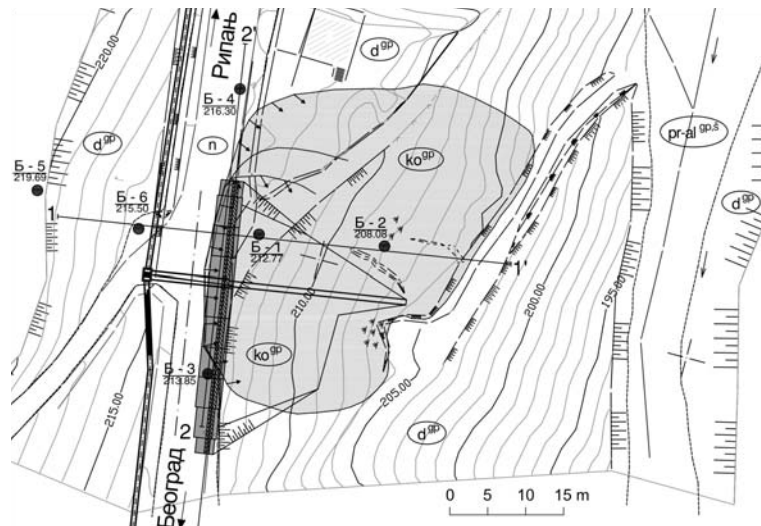 220.00
Рипањ
2
d gp
Б - 4
216.30
n
d gp
ko gp
pr-al gp,š
Б - 5
219.69
Б - 6
215.50
d gp
1
Б - 2
208.08
Б - 1
212.77
1'
210.00
200.00
195.00
ko gp
Б - 3
213.85
215.00
205.00
d gp
2
Београд
0 5 10 15 m